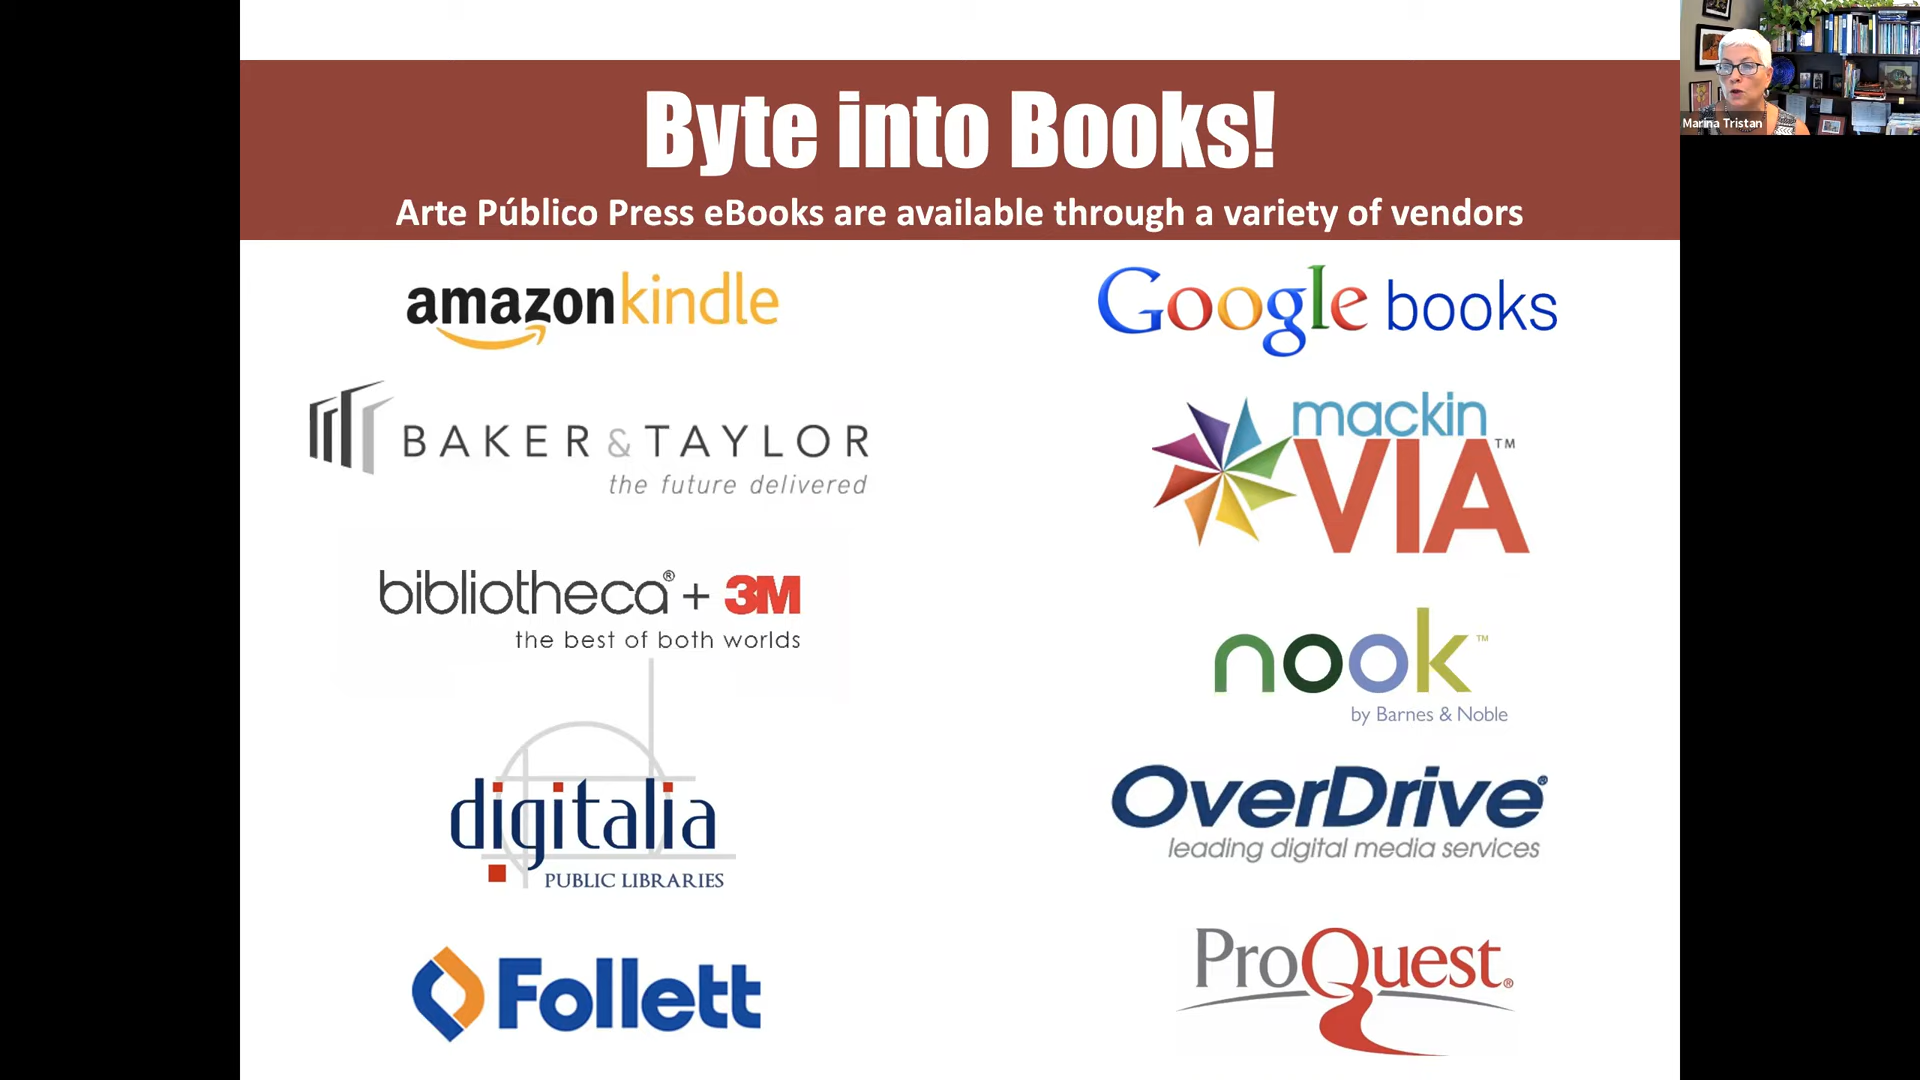 Byte into Books!
Arte Público Press eBooks are available through a variety of vendors
amazonkindle
BAKER & TAYLOR
the future delivered
bibliotheca® + 3M
the best of both worlds
digitalia
PUBLIC LIBRARIES
Follett
Google books
mackin
VIA™
nook™
by Barnes & Noble
OverDrive®
leading digital media services
ProQuest®
Marina Tristan